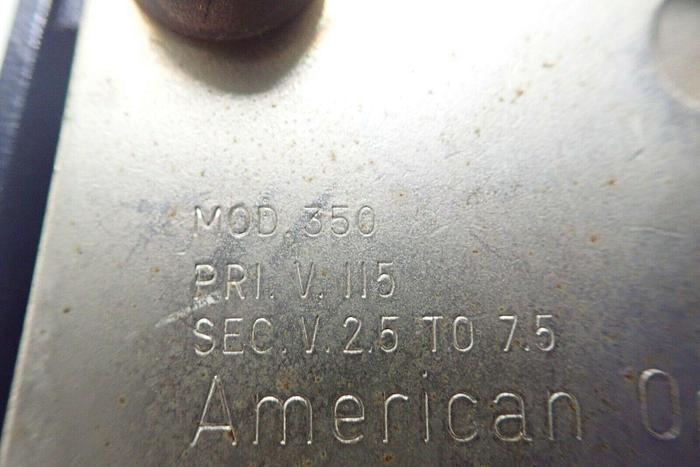 MOD. 350
PRI. V. 115
SEC. V. 2.5 TO 7.5
American